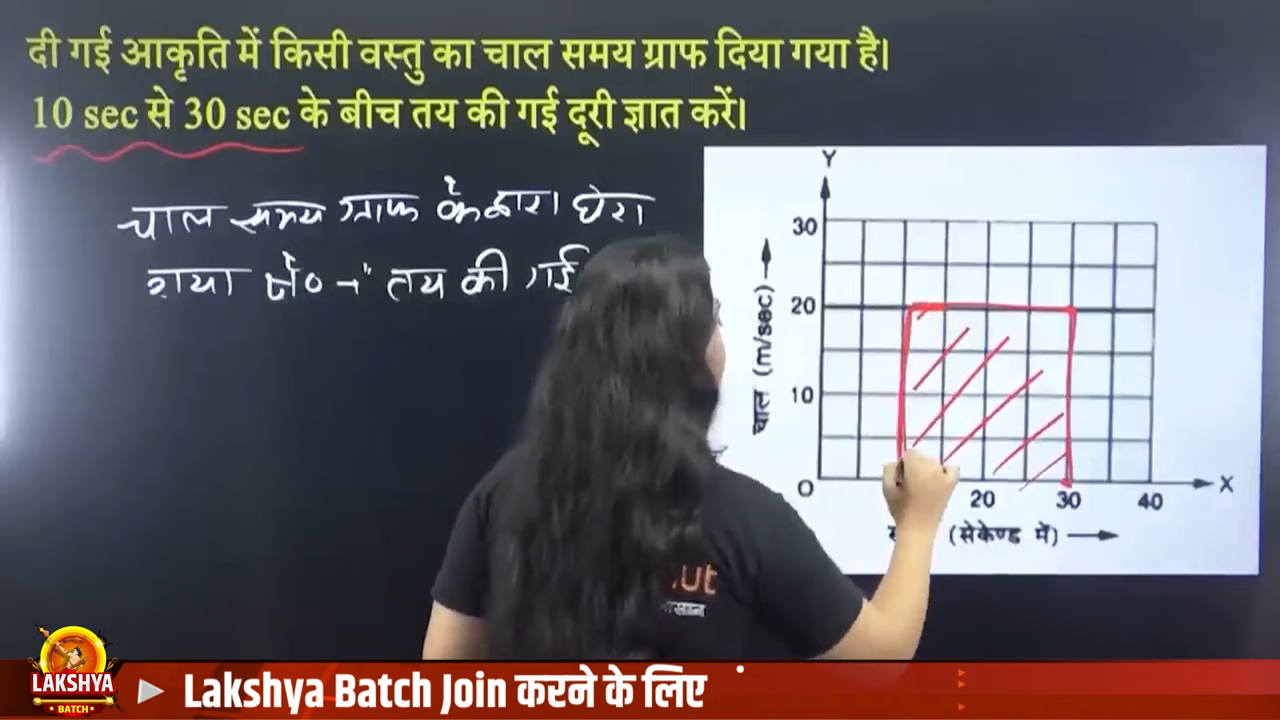 दी गई आकृति में किसी वस्तु का चाल समय ग्राफ दिया गया है।
10 sec से 30 sec के बीच तय की गई दूरी ज्ञात करें।
चाल समय ग्राफ के द्वारा घेरा
गया क्षे० → तय की गई
Y
30
20
10
O
चाल (m/sec)
20
30
40
X
(सेकेण्ड में)
LAKSHYA
BATCH
Lakshya Batch Join करने के लिए